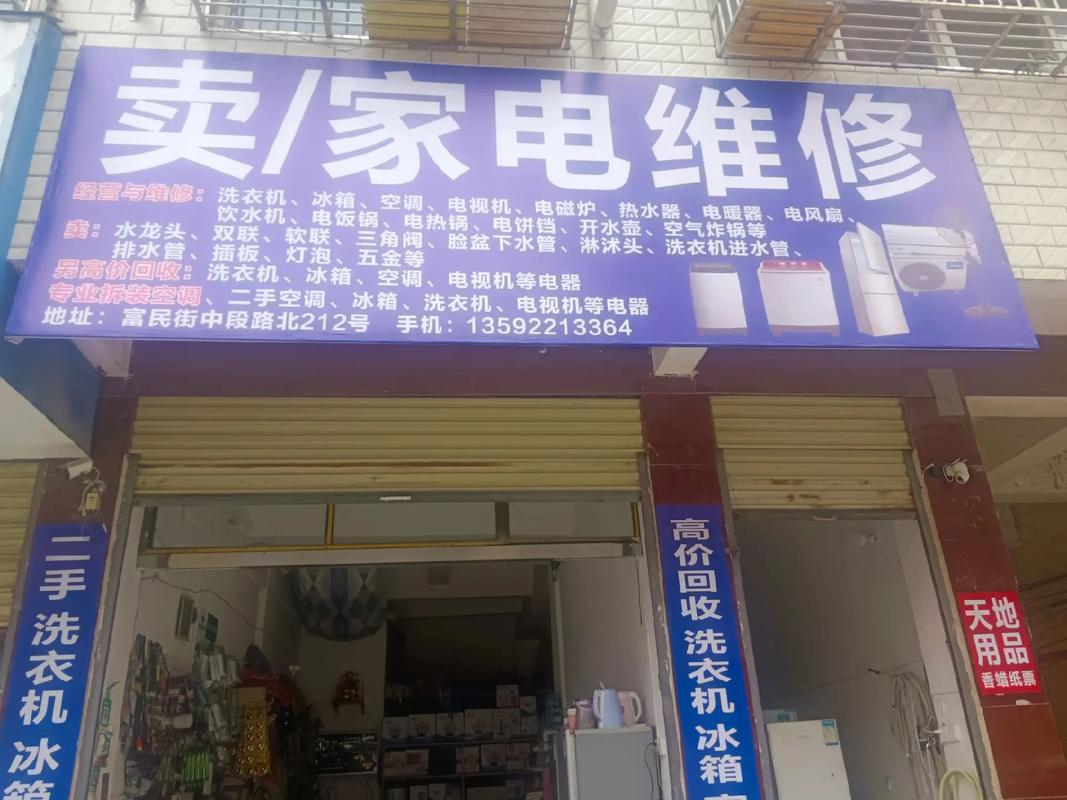 卖/家电维修
经营与维修：洗衣机、冰箱、空调、电视机、电磁炉、热水器、电暖器、电风扇、
饮水机、电饭锅、电热锅、电饼铛、开水壶、空气炸锅等
卖：水龙头、双联、软联、三角阀、脸盆下水管、淋沭头、洗衣机进水管、
排水管、插板、灯泡、五金等
另高价回收：洗衣机、冰箱、空调、电视机等电器
专业拆装空调、二手空调、冰箱、洗衣机、电视机等电器
地址：富民街中段路北212号 手机：13592213364
二手洗衣机冰箱
高价回收洗衣机冰箱
天地
用品
香蜡纸票